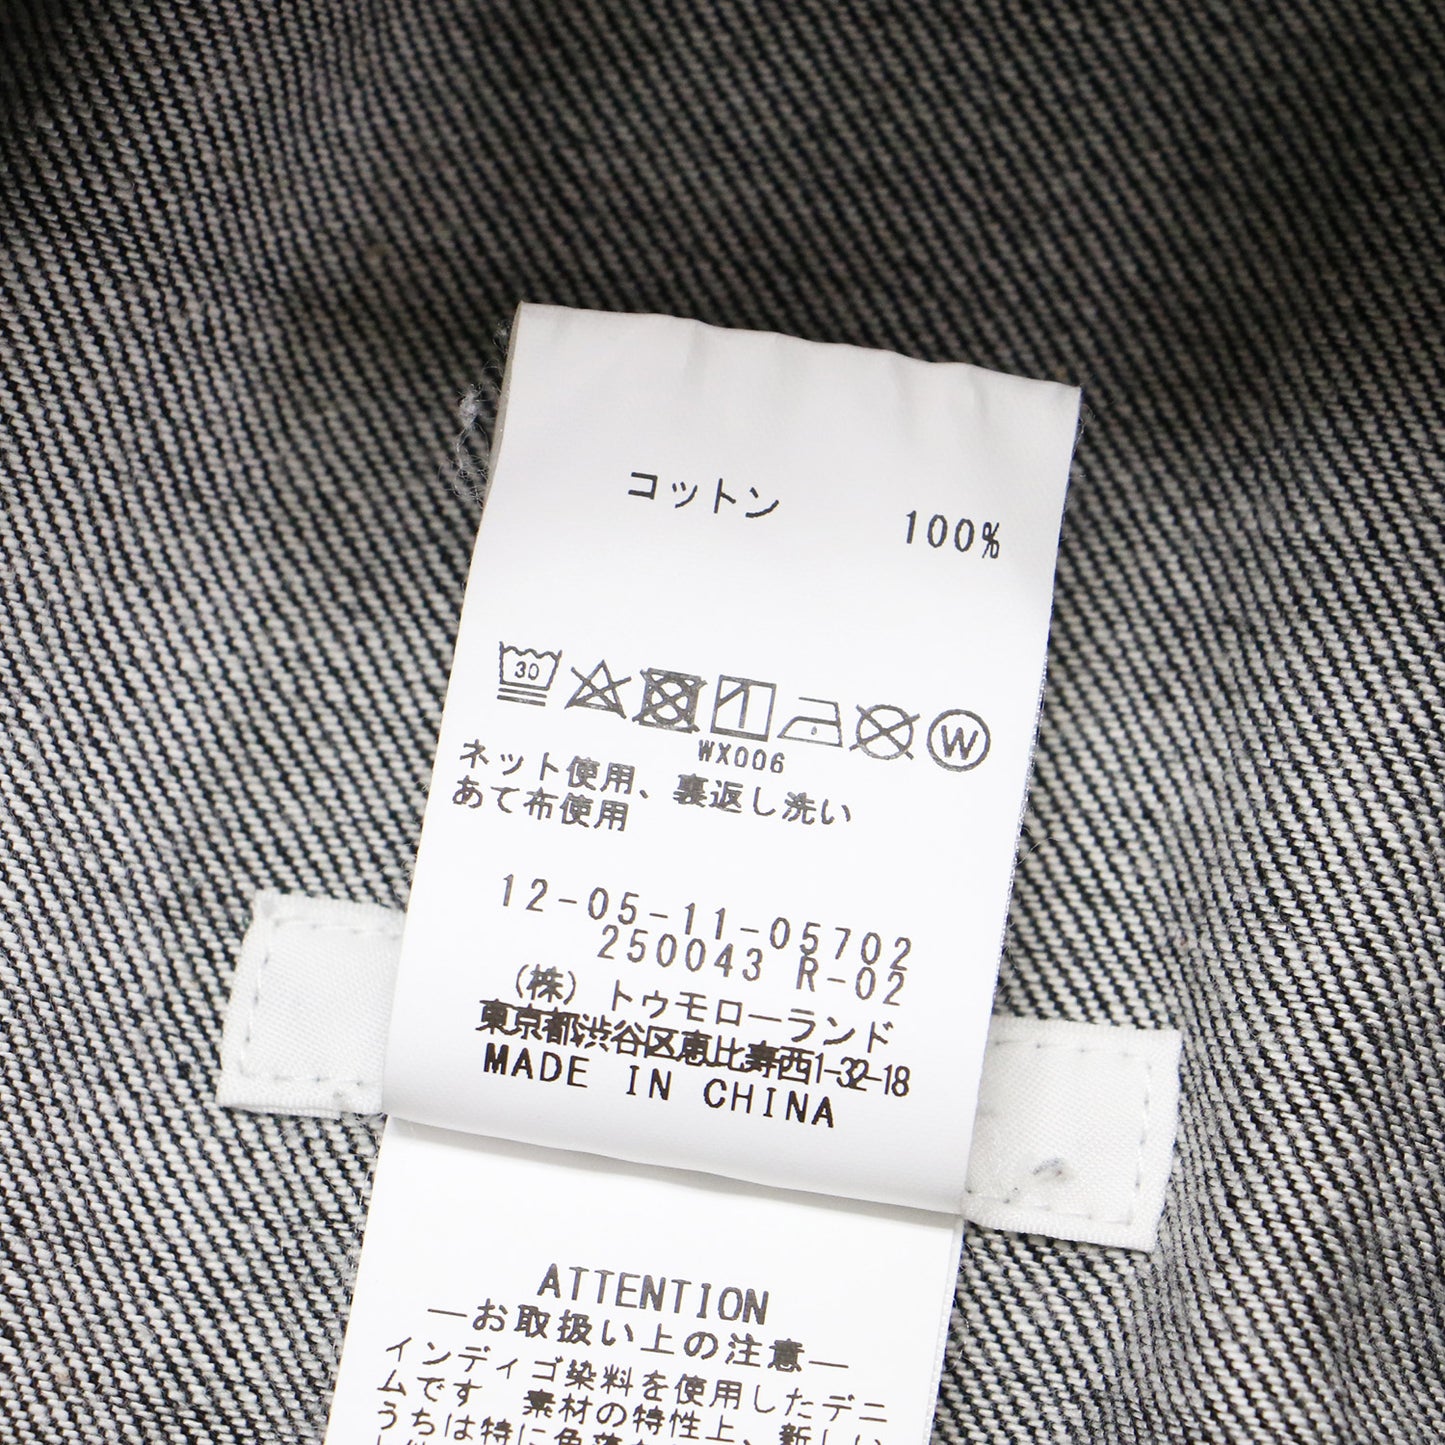 コットン 100%
30
W
WX006
ネット使用、裏返し洗い
あて布使用
12-05-11-05702
250043 R-02
(株) トゥモローランド
東京都渋谷区恵比寿西1-32-18
MADE IN CHINA
ATTENTION
―お取扱い上の注意―
インディゴ染料を使用したデニ
ムです 素材の特性上、新しい
うちは特に色落